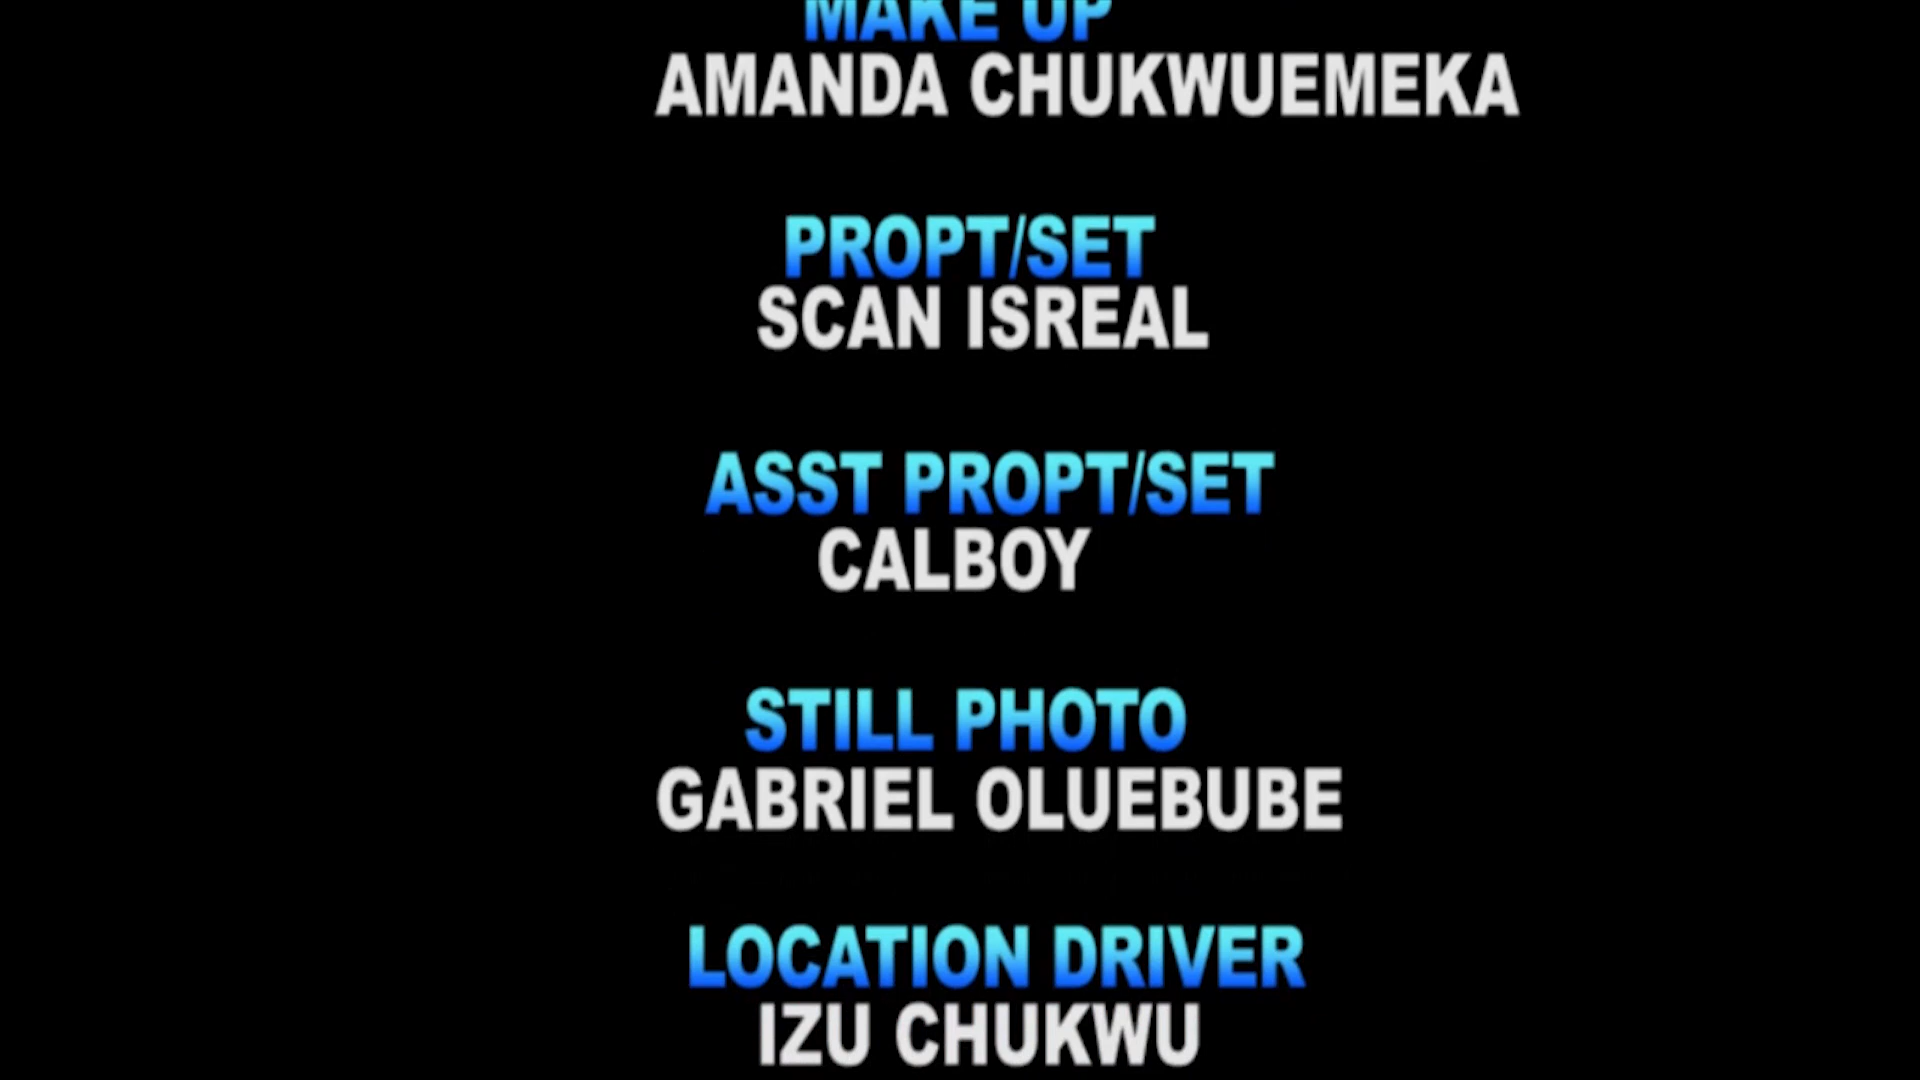 MAKE UP
AMANDA CHUKWUEMEKA
PROPT/SET
SCAN ISREAL
ASST PROPT/SET
CALBOY
STILL PHOTO
GABRIEL OLUEBUBE
LOCATION DRIVER
IZU CHUKWU